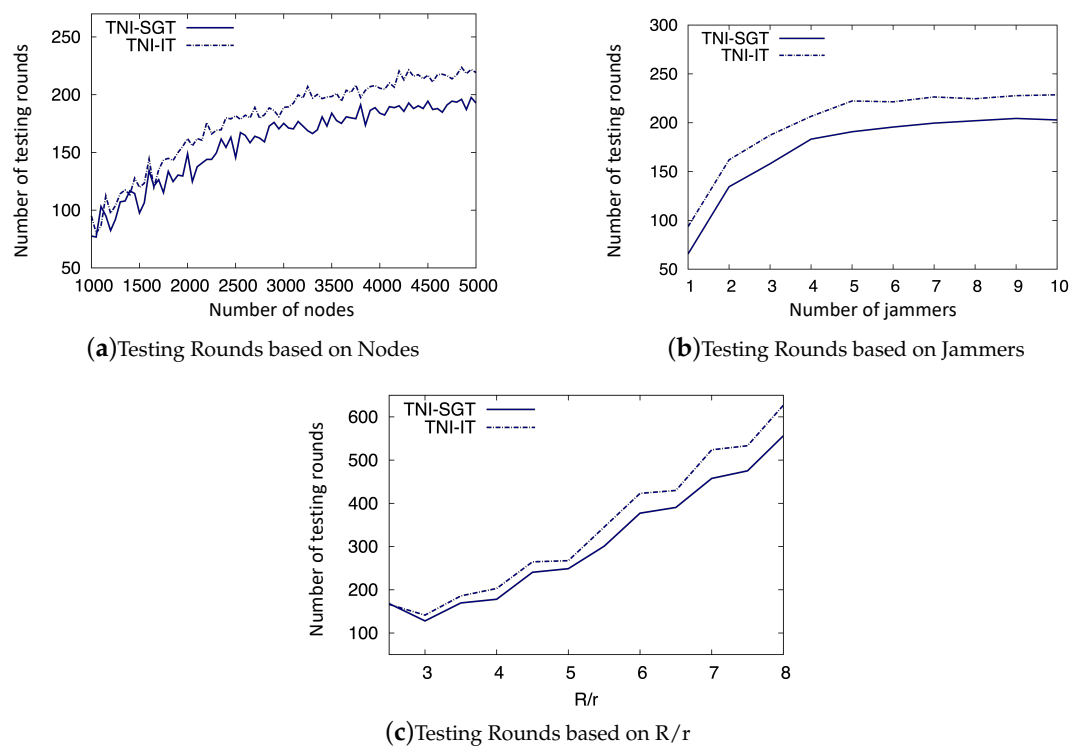 TNI-SGT
TNI-IT
250
200
150
100
50
Number of testing rounds
1000 1500 2000 2500 3000 3500 4000 4500 5000
Number of nodes
(a)Testing Rounds based on Nodes
TNI-SGT
TNI-IT
300
250
200
150
100
50
Number of testing rounds
1 2 3 4 5 6 7 8 9 10
Number of jammers
(b)Testing Rounds based on Jammers
TNI-SGT
TNI-IT
600
500
400
300
200
100
Number of testing rounds
3 4 5 6 7 8
R/r
(c)Testing Rounds based on R/r